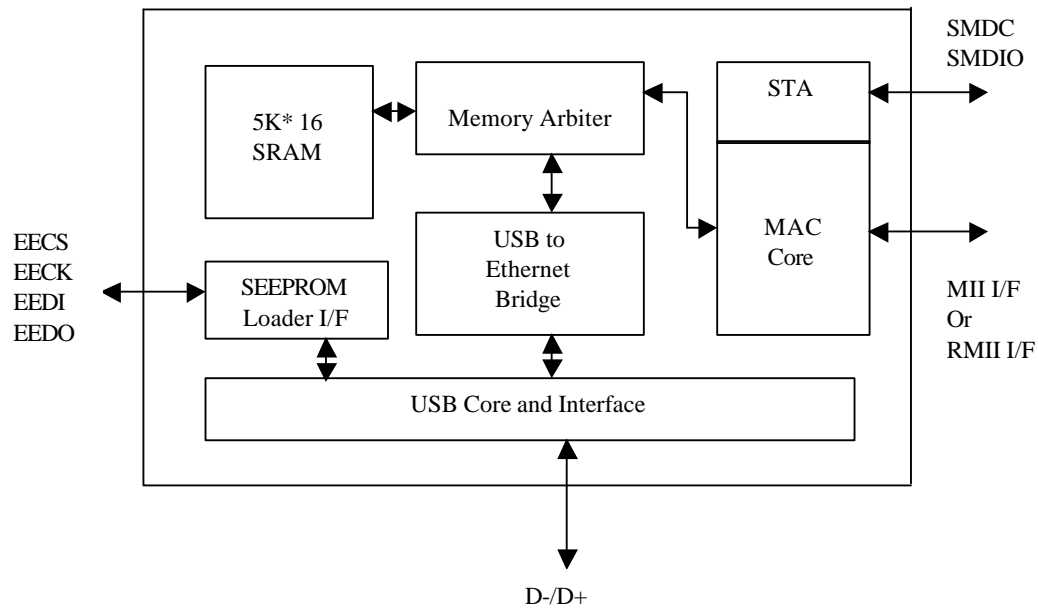 SMDC
SMDIO
STA
5K* 16
SRAM
Memory Arbiter
EECS
EECK
EEDI
EEDO
SEEPROM
Loader I/F
USB to
Ethernet
Bridge
MAC
Core
MII I/F
Or
RMII I/F
USB Core and Interface
D-/D+